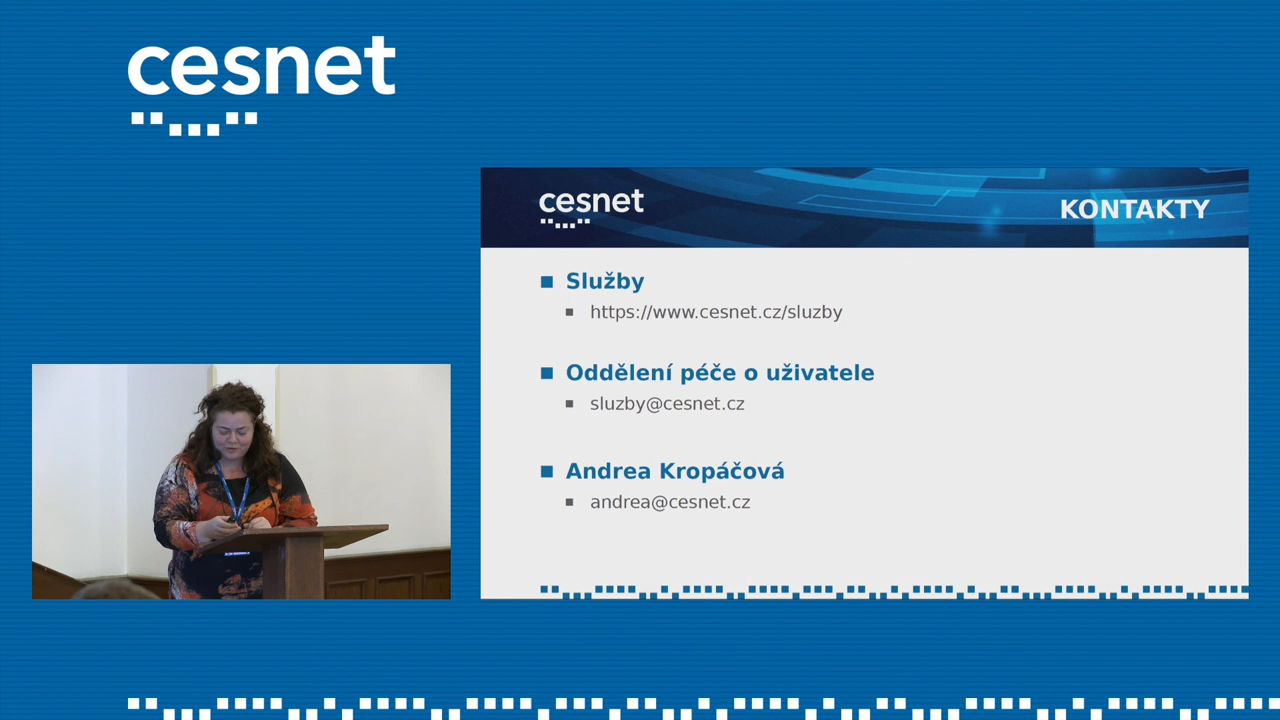 cesnet
cesnet
KONTAKTY
Služby
https://www.cesnet.cz/sluzby
Oddělení péče o uživatele
sluzby@cesnet.cz
Andrea Kropáčová
andrea@cesnet.cz